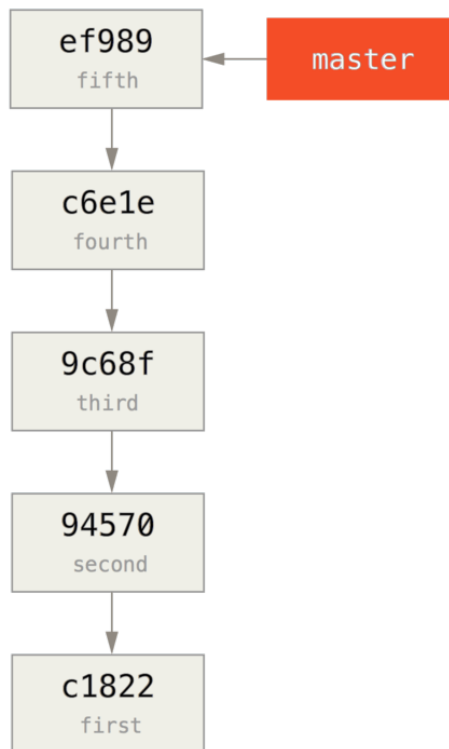 ef989
fifth
master
c6e1e
fourth
9c68f
third
94570
second
c1822
first